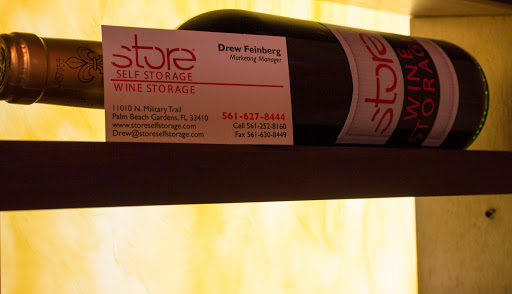 store
SELF STORAGE
WINE STORAGE
Drew Feinberg
Marketing Manager
11010 N. Military Trail
Palm Beach Gardens, FL 33410
www.storeselfstorage.com
Drew@storeselfstorage.com
561-627-8444
Cell 561-252-8160
Fax 561-630-8449
store
WINE
STORAGE